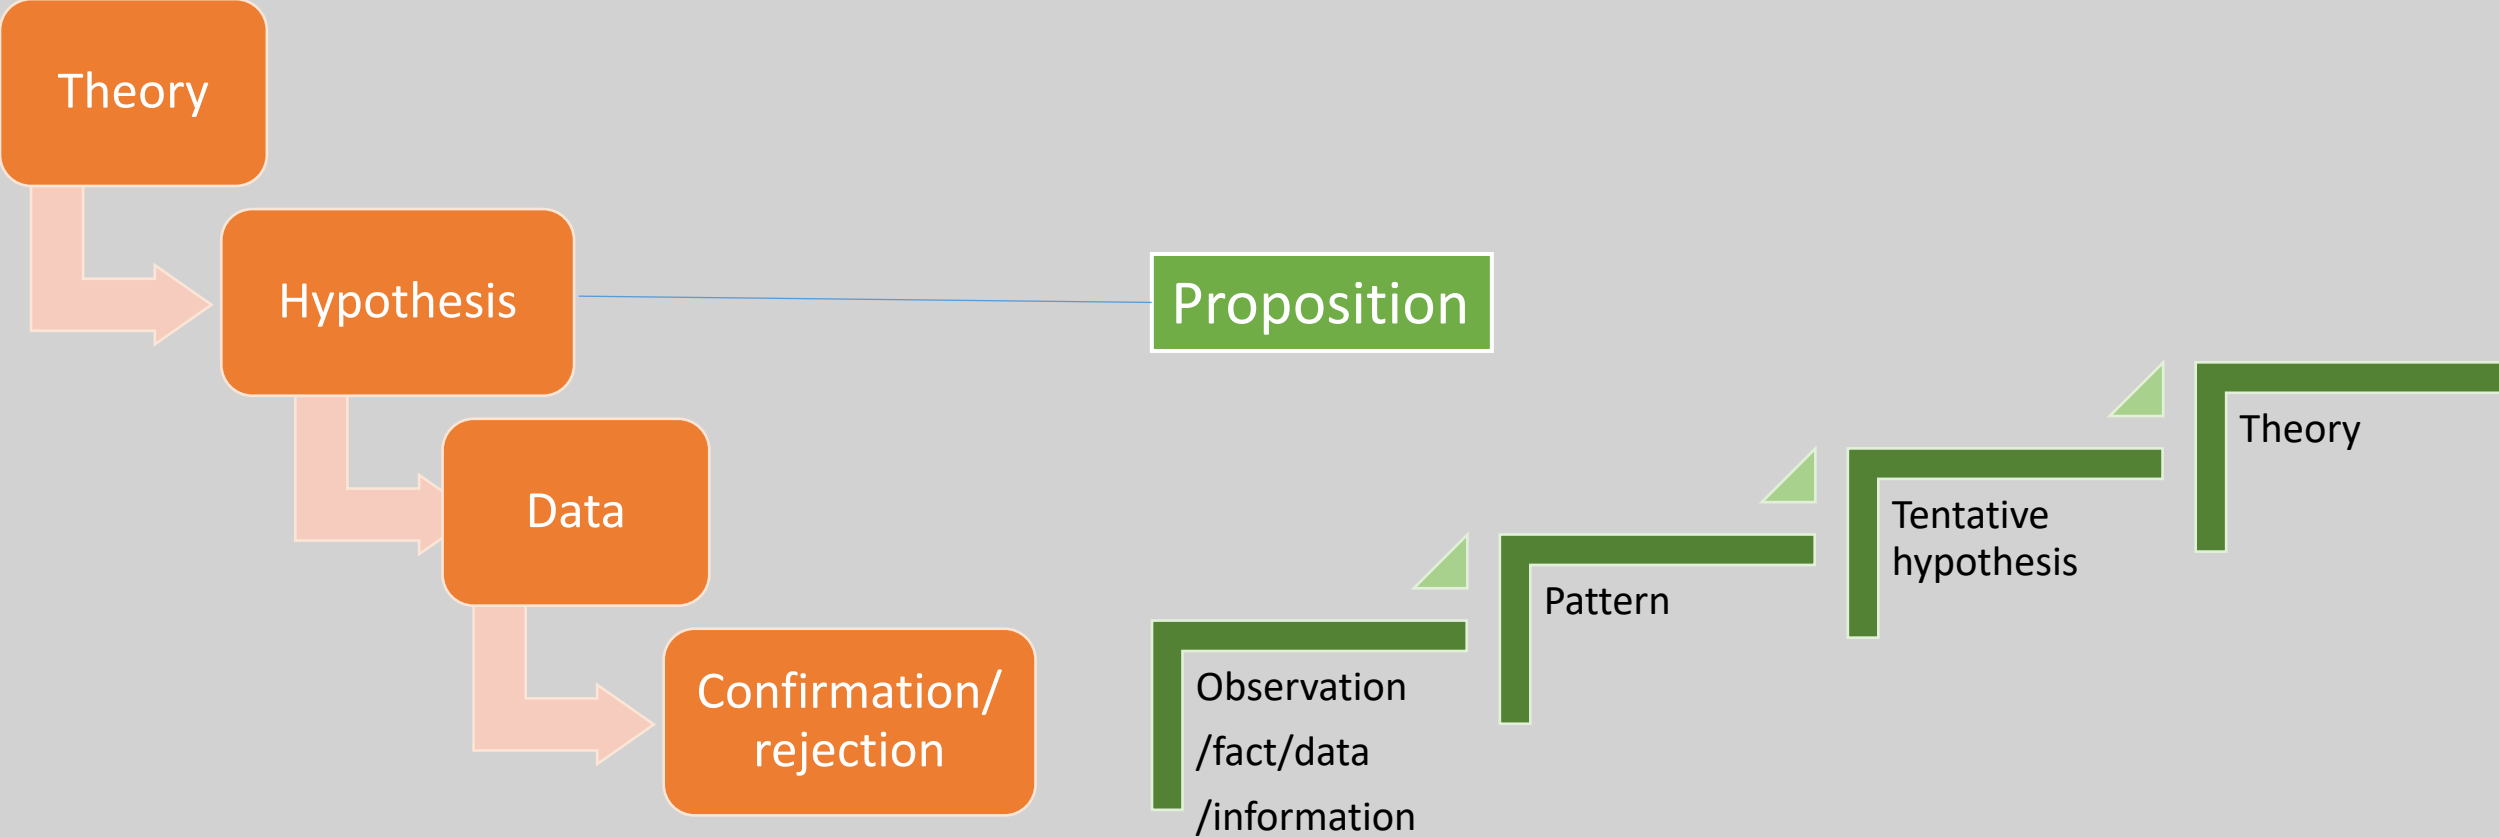 Theory
Hypothesis
Data
Confirmation/
rejection
Proposition
Observation
/fact/data
/information
Pattern
Tentative
hypothesis
Theory